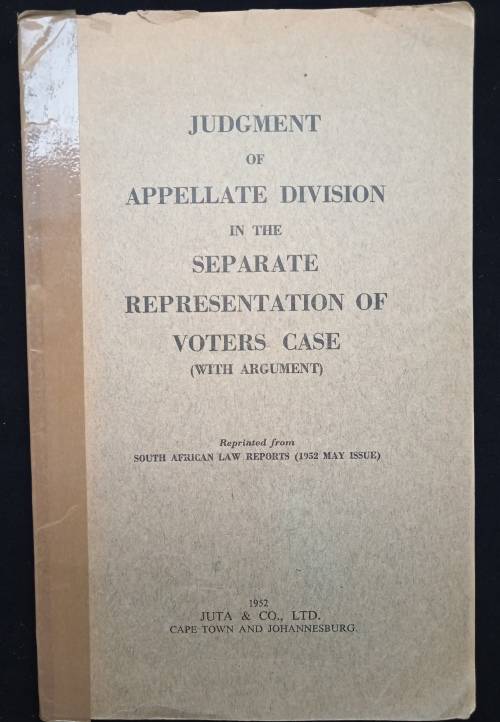 JUDGMENT
OF
APPELLATE DIVISION
IN THE
SEPARATE
REPRESENTATION OF
VOTERS CASE
(WITH ARGUMENT)
Reprinted from
SOUTH AFRICAN LAW REPORTS (1952 MAY ISSUE)
1952
JUTA & CO., LTD.
CAPE TOWN AND JOHANNESBURG.